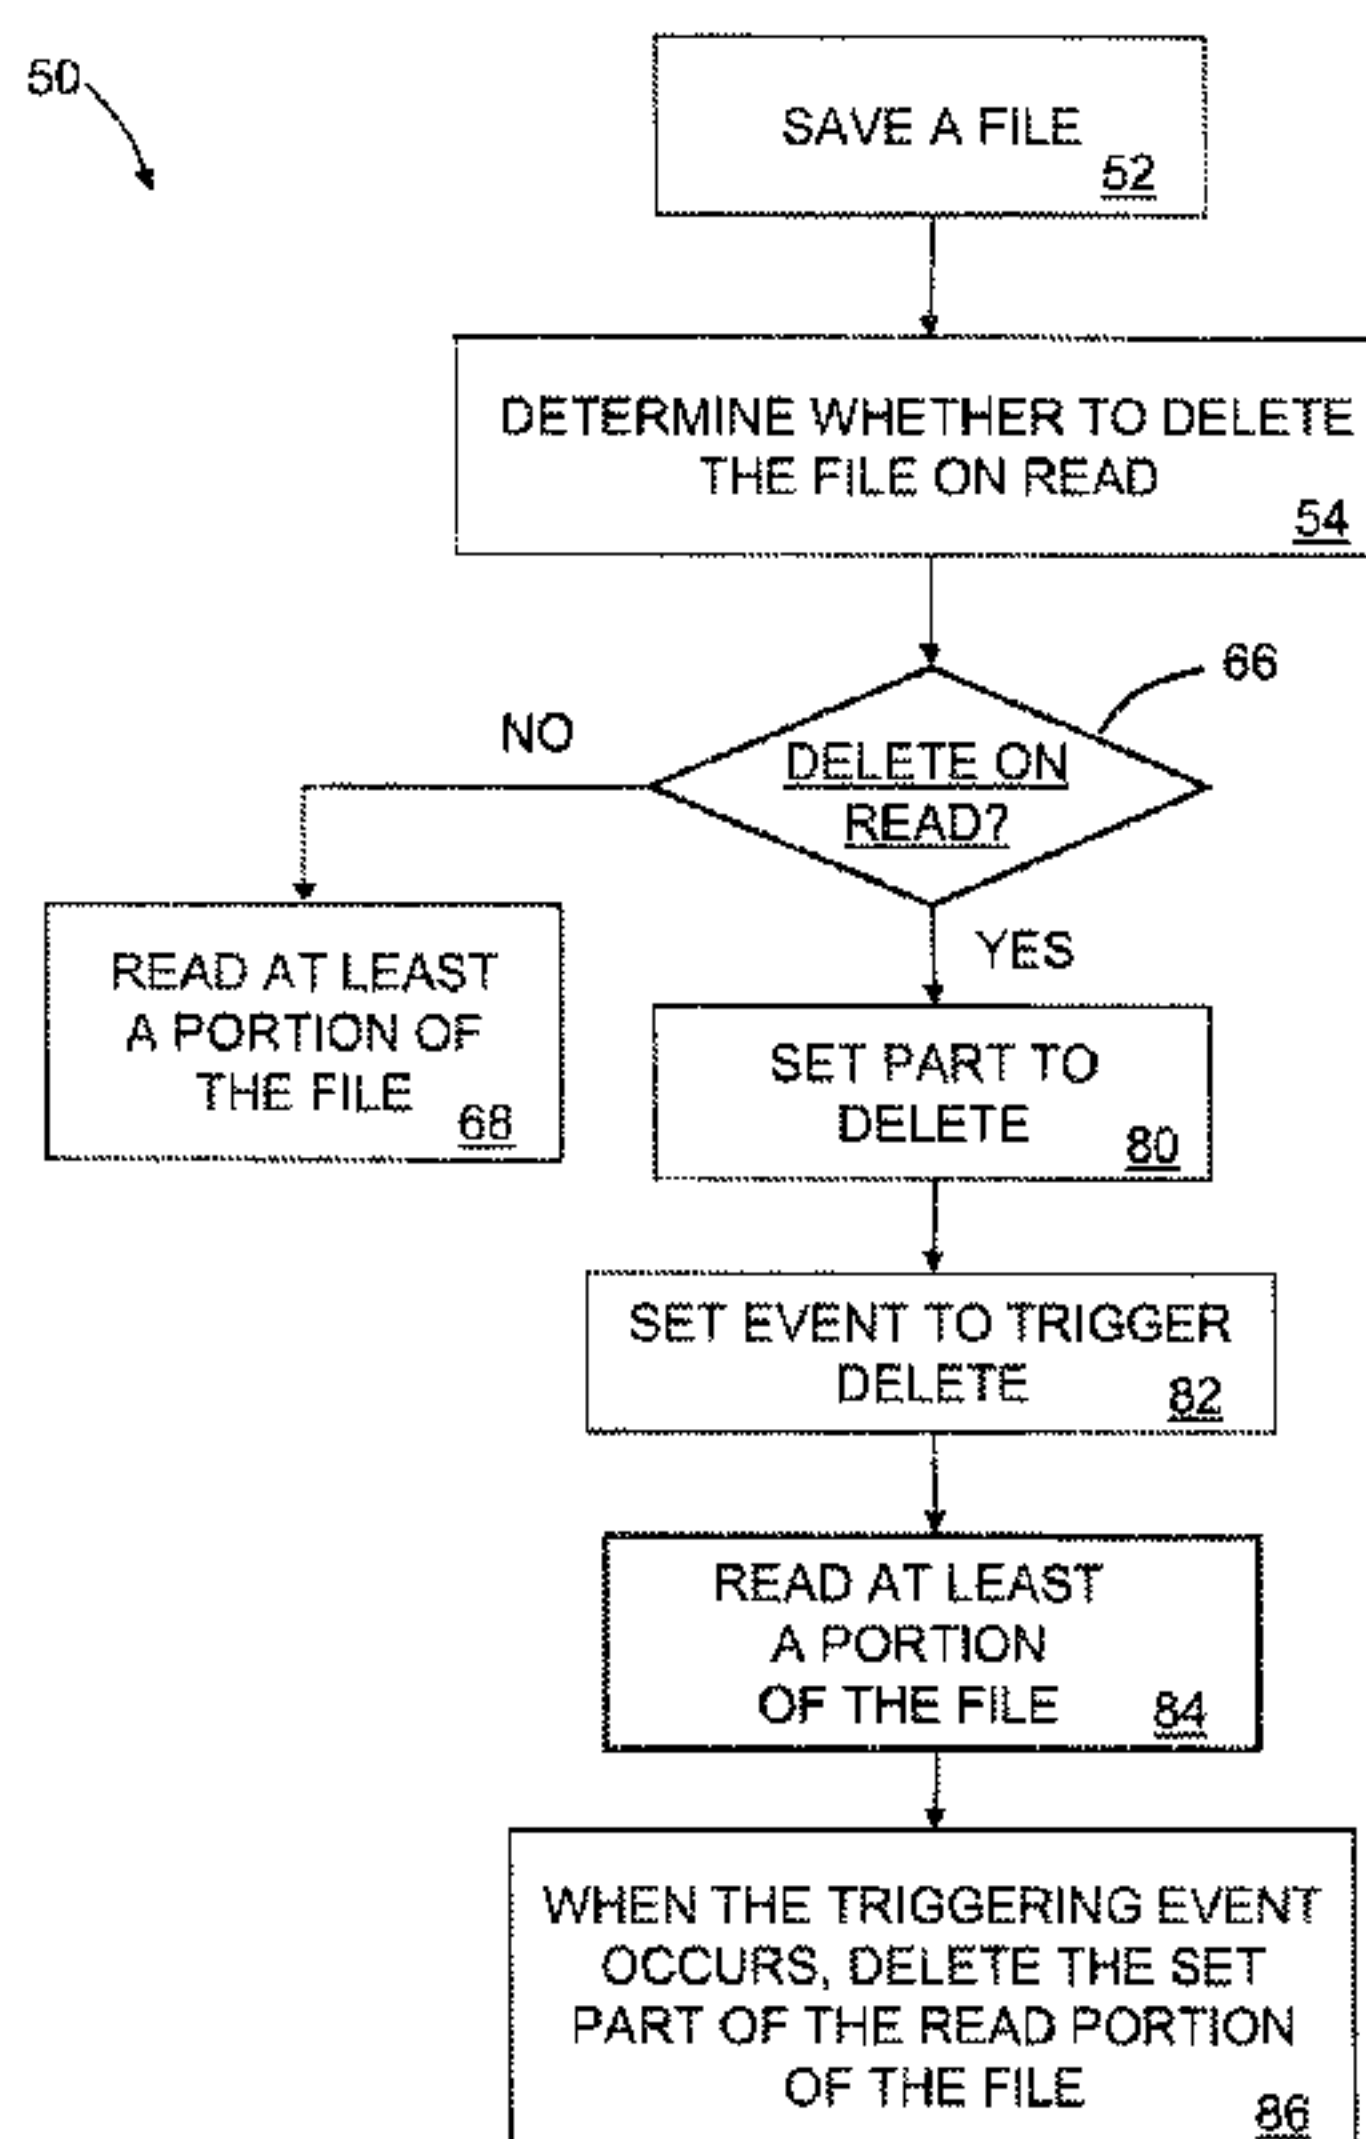 50
SAVE A FILE
52
DETERMINE WHETHER TO DELETE
THE FILE ON READ
54
66
NO
DELETE ON
READ?
YES
READ AT LEAST
A PORTION OF
THE FILE
68
SET PART TO
DELETE
80
SET EVENT TO TRIGGER
DELETE
82
READ AT LEAST
A PORTION
OF THE FILE
84
WHEN THE TRIGGERING EVENT
OCCURS, DELETE THE SET
PART OF THE READ PORTION
OF THE FILE
86